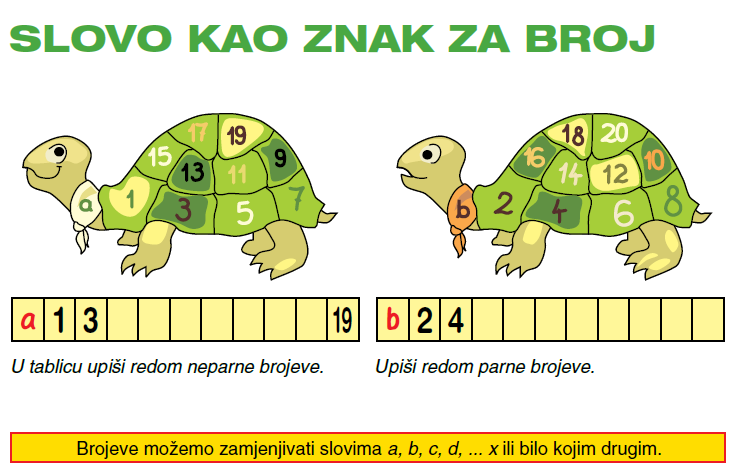 SLOVO KAO ZNAK ZA BROJ
17 19
15 13 11 9
a 1 3 5 7
18 20
16 14 12 10
b 2 4 6 8
a 1 3 19
b 2 4
U tablicu upiši redom neparne brojeve.
Upiši redom parne brojeve.
Brojeve možemo zamjenjivati slovima a, b, c, d, ... x ili bilo kojim drugim.